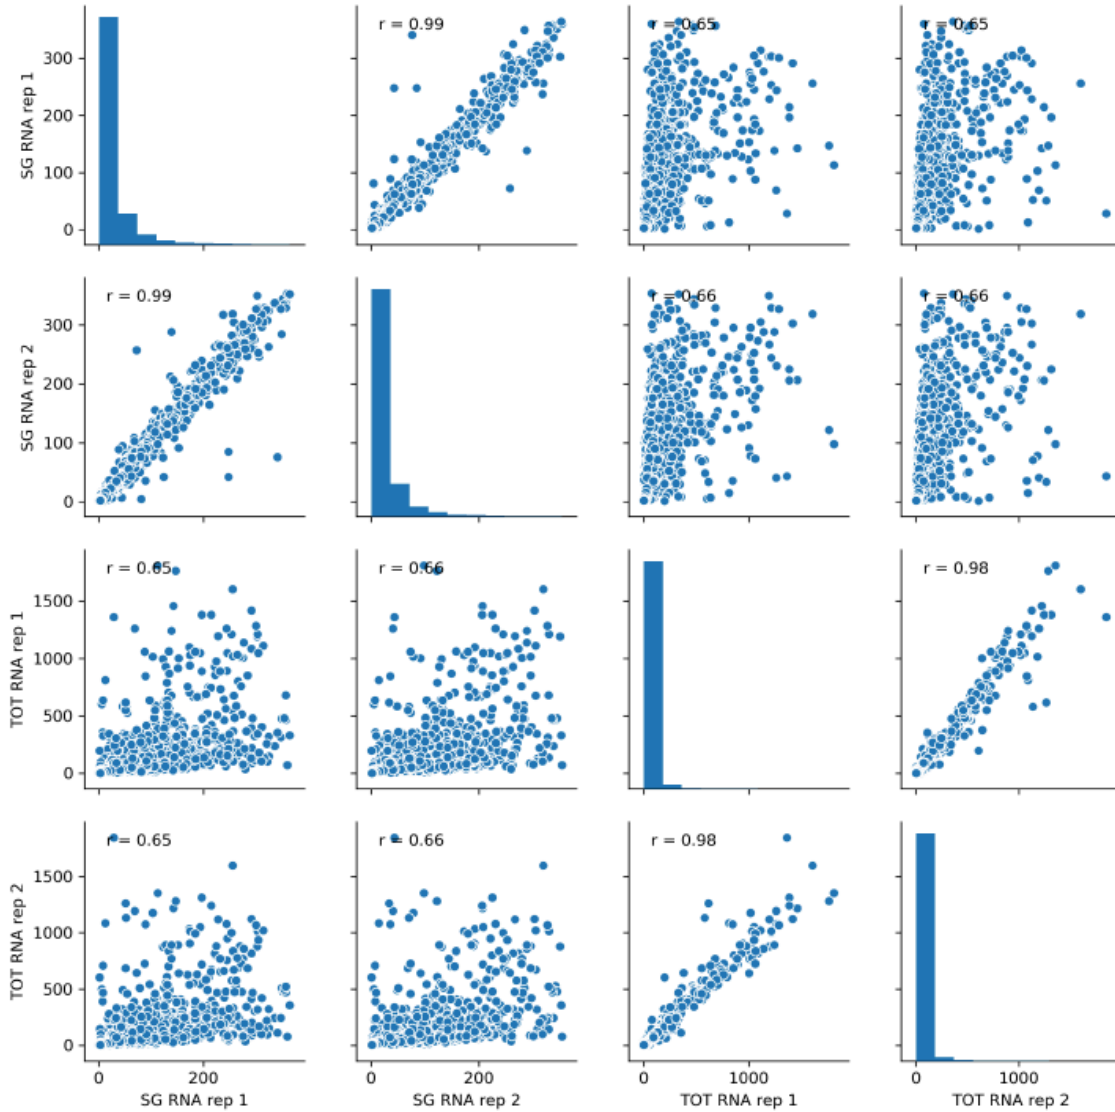 r = 0.99
r = 0.65
r = 0.65
300
200
100
0
SG RNA rep 1
r = 0.99
r = 0.66
r = 0.66
300
200
100
0
SG RNA rep 2
r = 0.65
r = 0.66
r = 0.98
1500
1000
500
0
TOT RNA rep 1
r = 0.65
r = 0.66
r = 0.98
1500
1000
500
0
TOT RNA rep 2
0 200 0 200 0 1000 0 1000
SG RNA rep 1 SG RNA rep 2 TOT RNA rep 1 TOT RNA rep 2